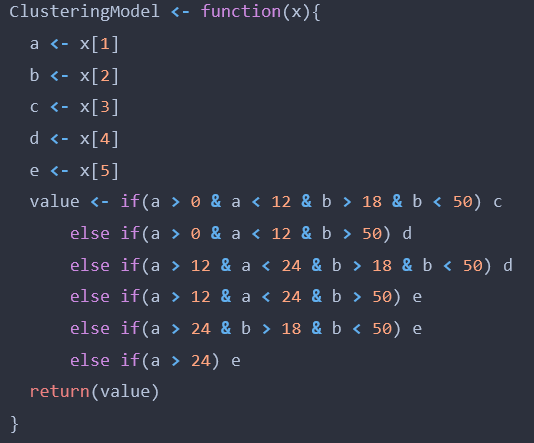 ClusteringModel <- function(x){
  a <- x[1]
  b <- x[2]
  c <- x[3]
  d <- x[4]
  e <- x[5]
  value <- if(a > 0 & a < 12 & b > 18 & b < 50) c
      else if(a > 0 & a < 12 & b > 50) d
      else if(a > 12 & a < 24 & b > 18 & b < 50) d
      else if(a > 12 & a < 24 & b > 50) e
      else if(a > 24 & b > 18 & b < 50) e
      else if(a > 24) e
  return(value)
}